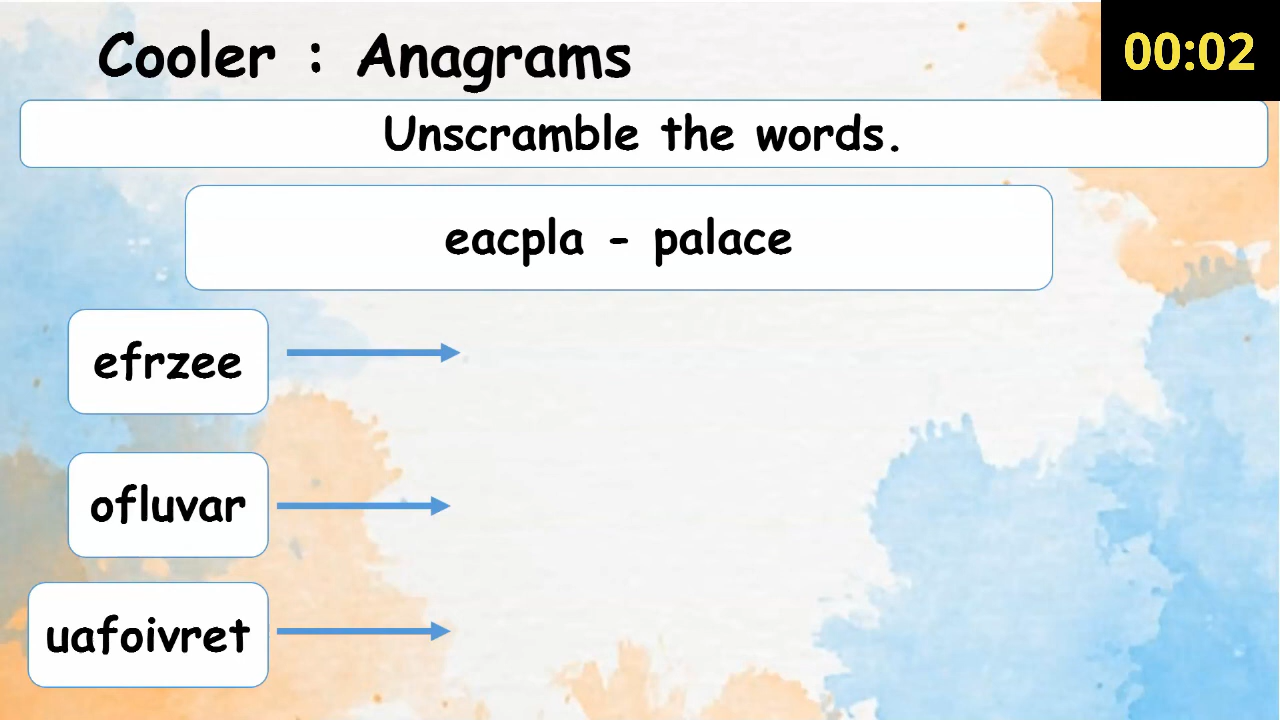 Cooler : Anagrams
00:02
Unscramble the words.
eacpla - palace
efrzee
ofluvar
uafoivret